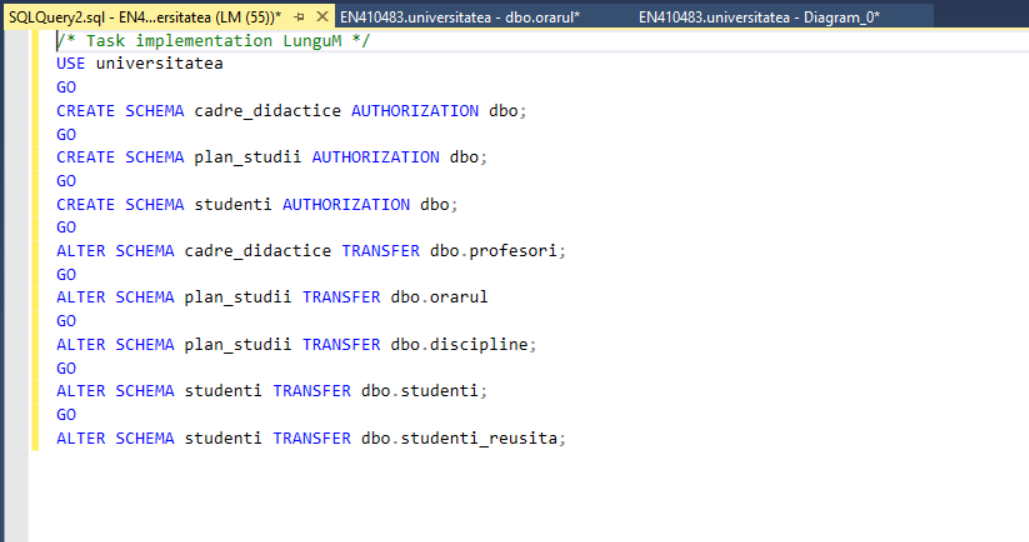 SQLQuery2.sql - EN4...ersitatea (LM (55))* EN410483.universitatea - dbo.orarul* EN410483.universitatea - Diagram_0*
/* Task implementation LunguM */
USE universitatea
GO
CREATE SCHEMA cadre_didactice AUTHORIZATION dbo;
GO
CREATE SCHEMA plan_studii AUTHORIZATION dbo;
GO
CREATE SCHEMA studenti AUTHORIZATION dbo;
GO
ALTER SCHEMA cadre_didactice TRANSFER dbo.profesori;
GO
ALTER SCHEMA plan_studii TRANSFER dbo.orarul
GO
ALTER SCHEMA plan_studii TRANSFER dbo.discipline;
GO
ALTER SCHEMA studenti TRANSFER dbo.studenti;
GO
ALTER SCHEMA studenti TRANSFER dbo.studenti_reusita;